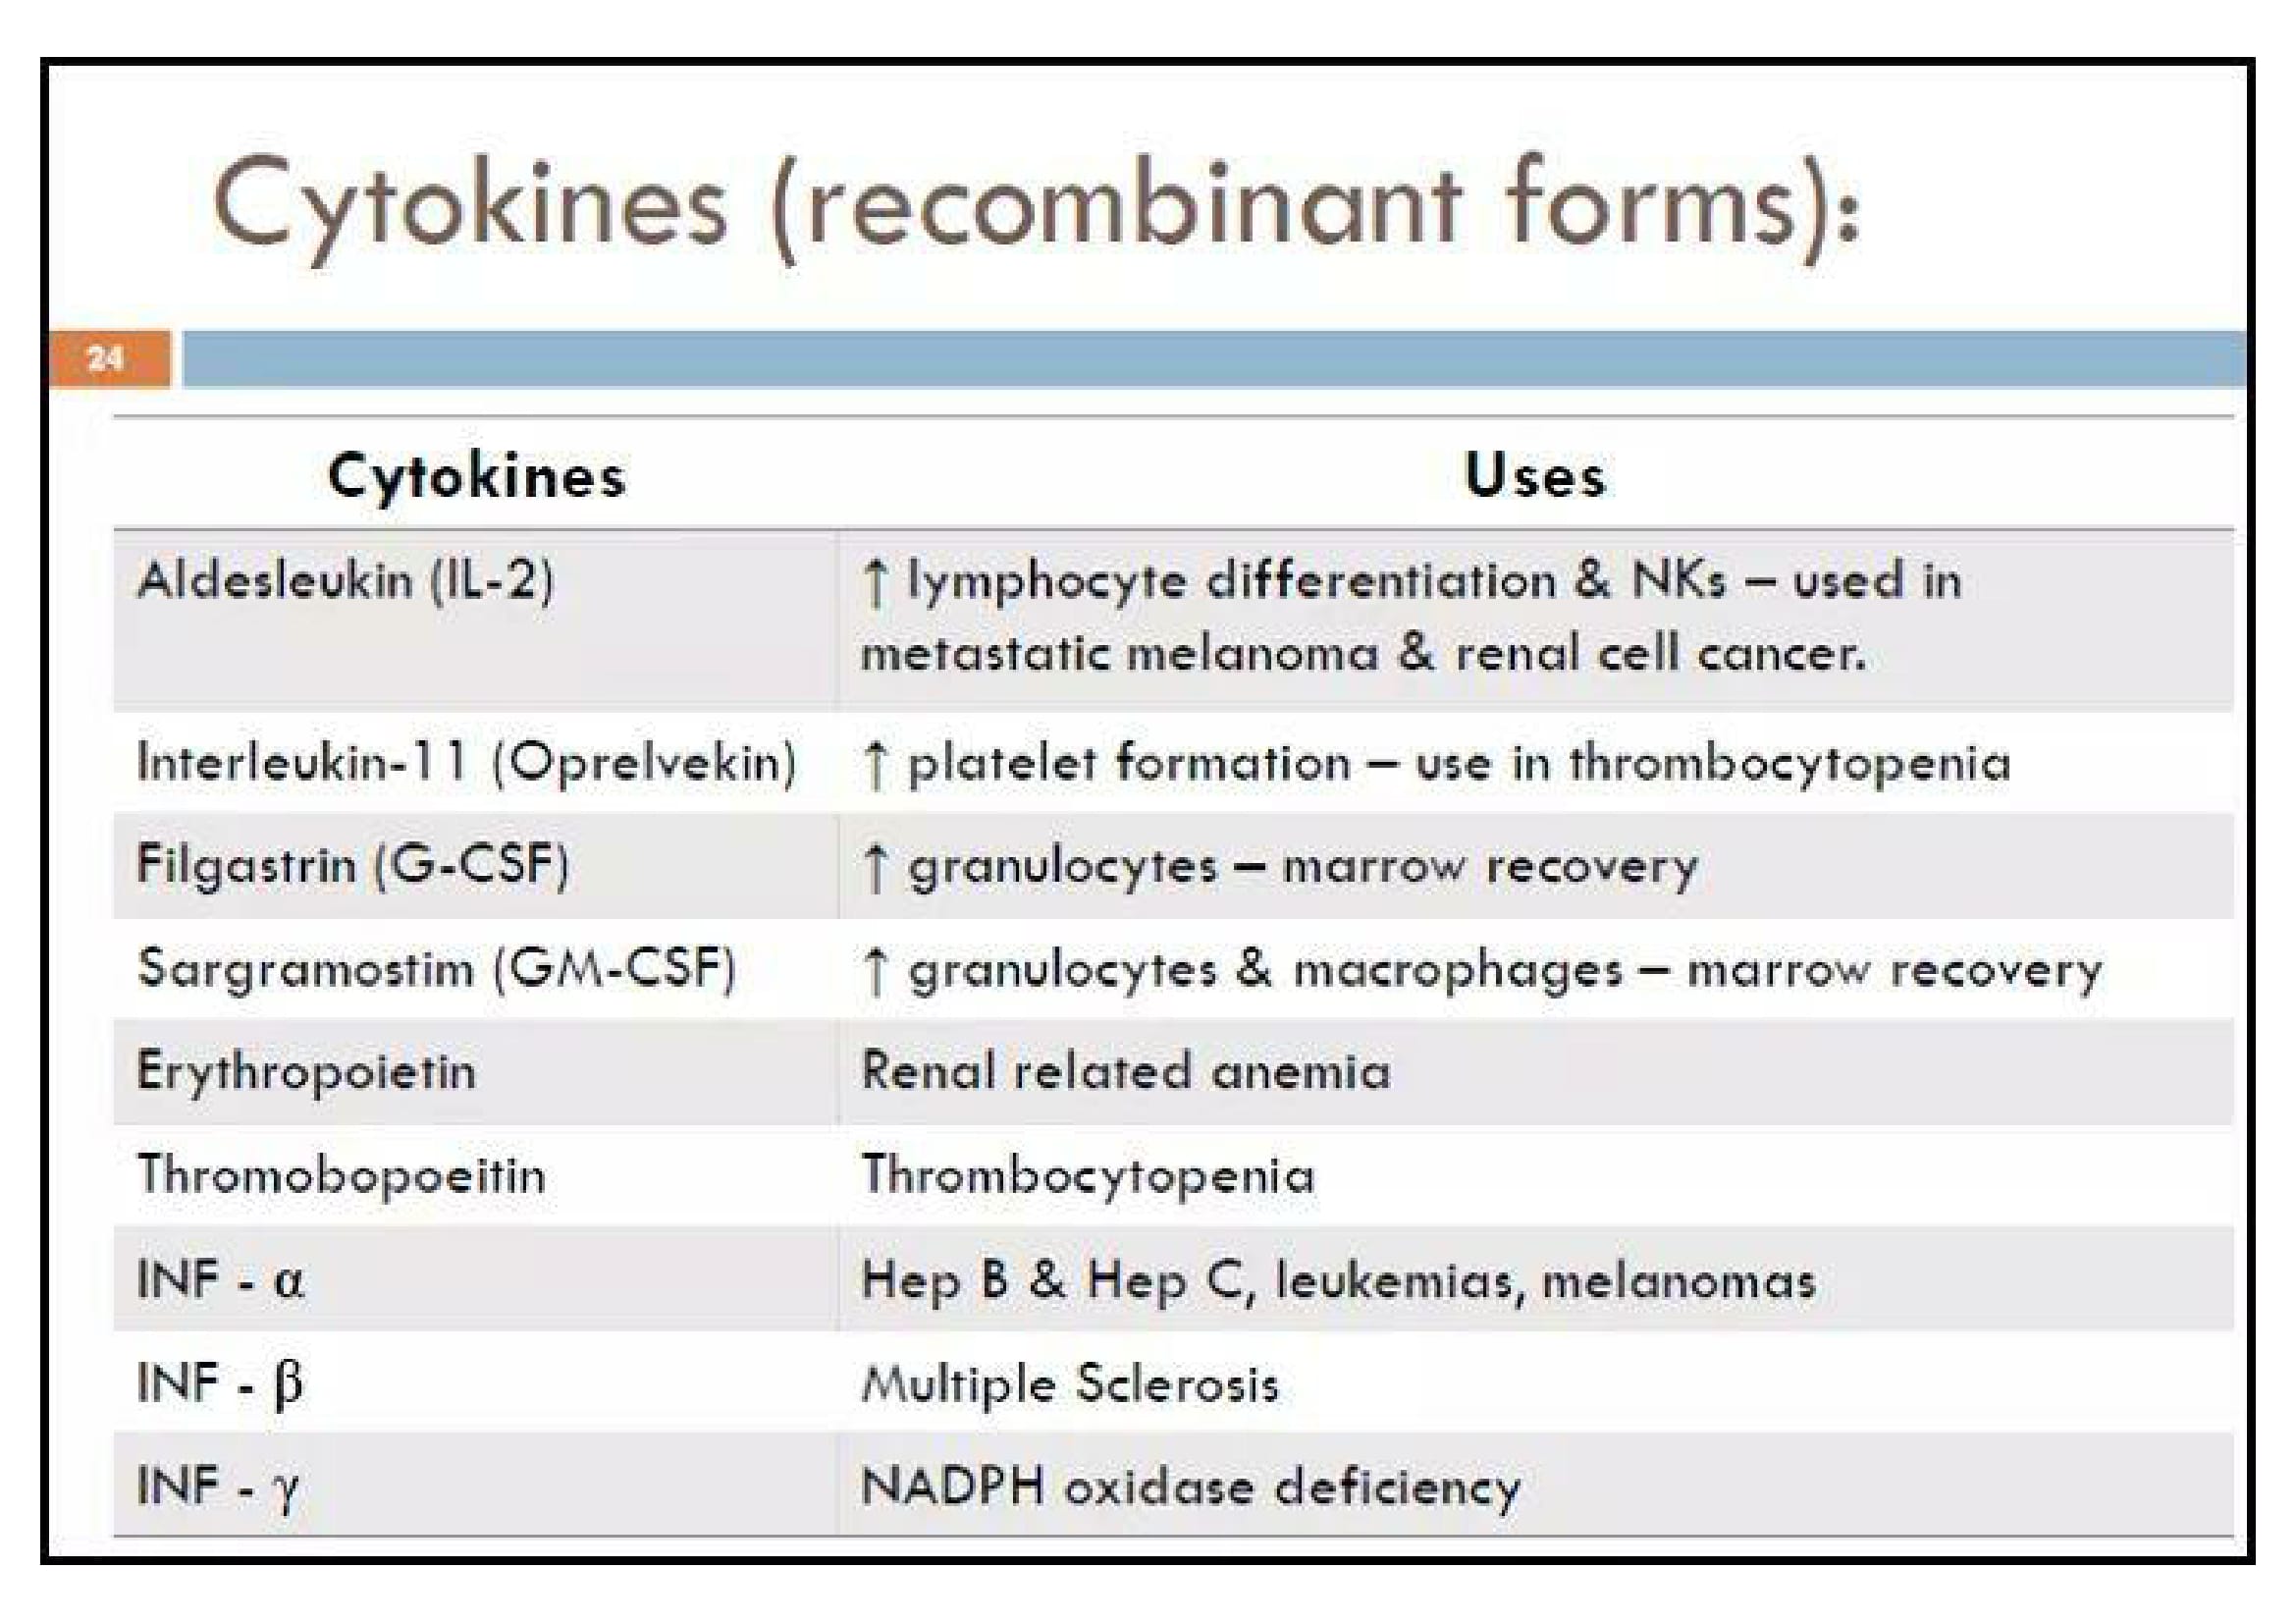 Cytokines (recombinant forms):
24
Cytokines Uses
Aldesleukin (IL-2) ↑ lymphocyte differentiation & NKs – used in
metastatic melanoma & renal cell cancer.
Interleukin-11 (Oprelvekin) ↑ platelet formation – use in thrombocytopenia
Filgastrin (G-CSF) ↑ granulocytes – marrow recovery
Sargramostim (GM-CSF) ↑ granulocytes & macrophages – marrow recovery
Erythropoietin Renal related anemia
Thromobopoeitin Thrombocytopenia
INF - α Hep B & Hep C, leukemias, melanomas
INF - β Multiple Sclerosis
INF - γ NADPH oxidase deficiency